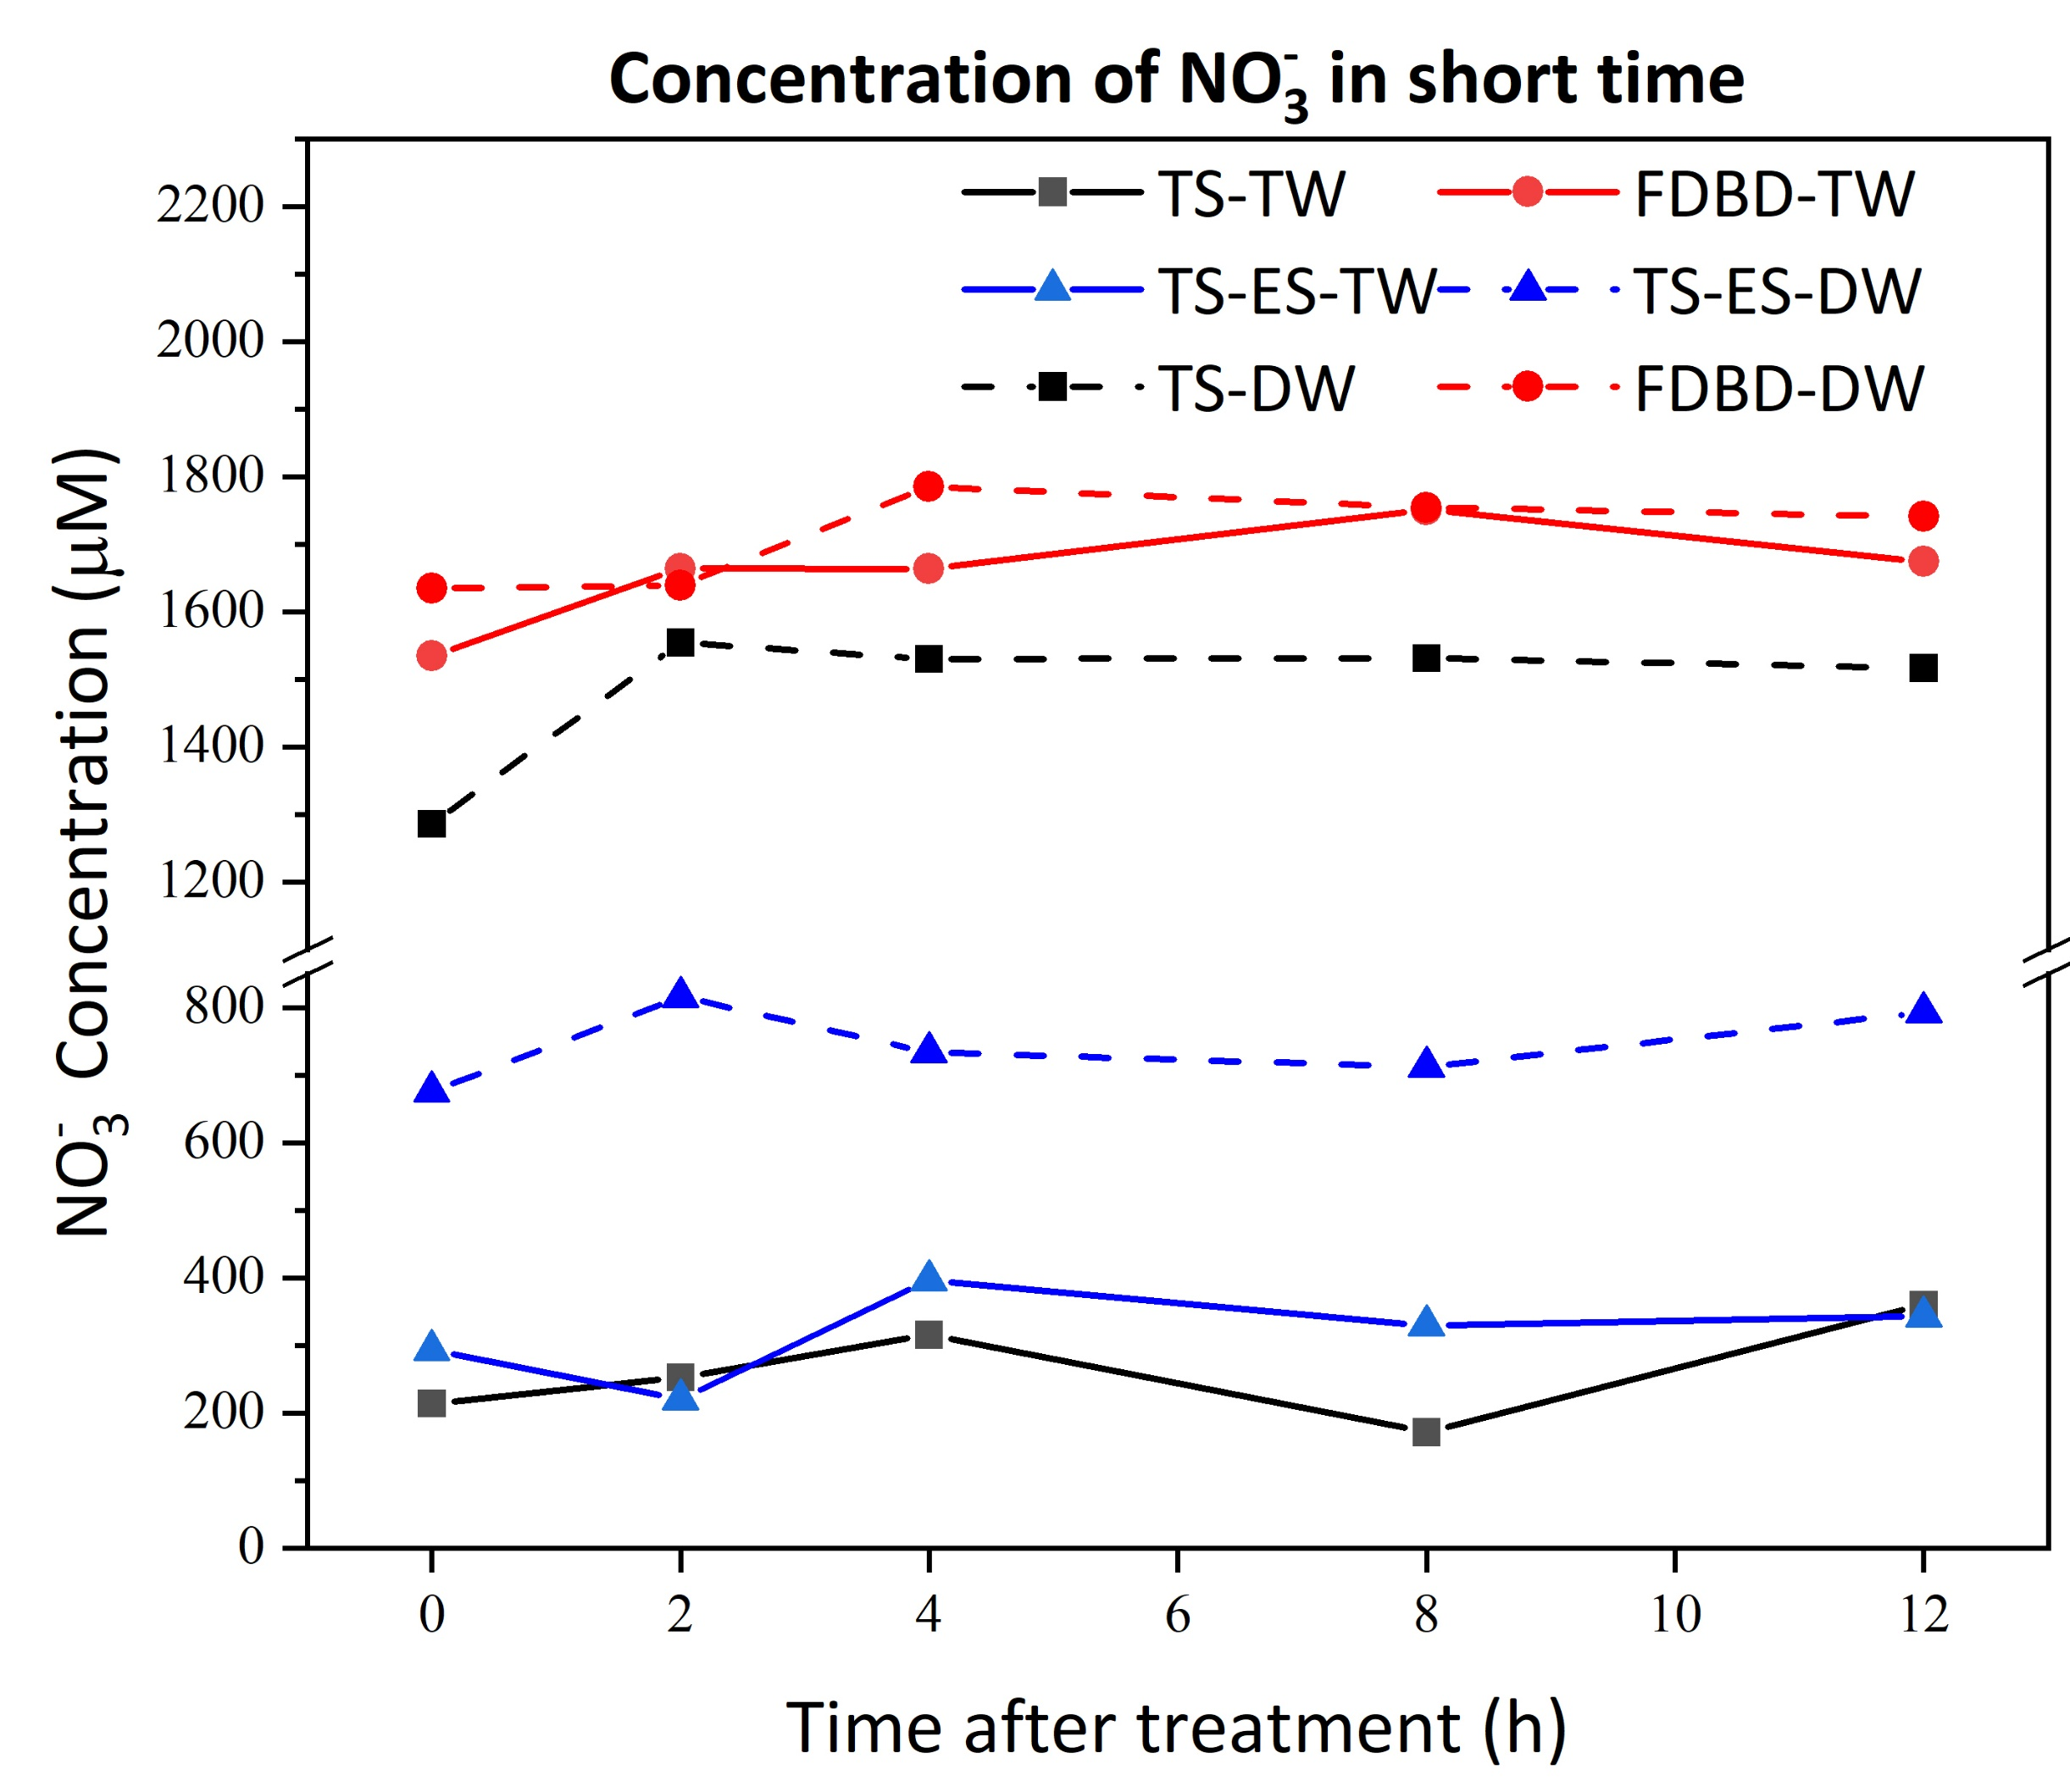 Concentration of NO₃⁻ in short time
TS-TW FDBD-TW
TS-ES-TW TS-ES-DW
TS-DW FDBD-DW
NO₃⁻ Concentration (µM)
2200
2000
1800
1600
1400
1200
800
600
400
200
0
0 2 4 6 8 10 12
Time after treatment (h)